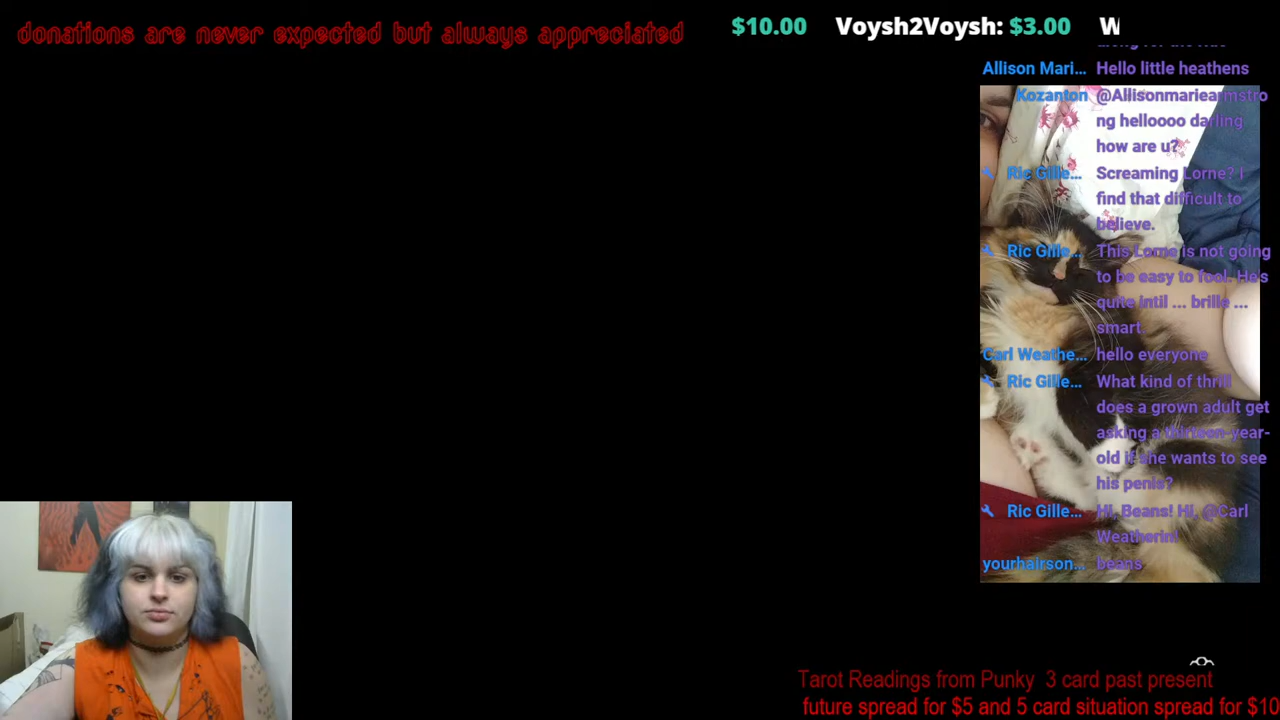 donations are never expected but always appreciated
$10.00 Voysh2Voysh: $3.00 W
Allison Mari... Hello little heathens
Kozanton @Allisonmariearmstro
ng helloooo darling
how are u?
Ric Gille... Screaming Lorne? I
find that difficult to
believe.
Ric Gille... This Lorne is not going
to be easy to fool. He's
quite intil ... brille ...
smart.
Carl Weathe... hello everyone
Ric Gille... What kind of thrill
does a grown adult get
asking a thirteen-year-
old if she wants to see
his penis?
Ric Gille... Hi, Beans! Hi, @Carl
Weatherin!
yourhairson... beans
Tarot Readings from Punky 3 card past present
future spread for $5 and 5 card situation spread for $10